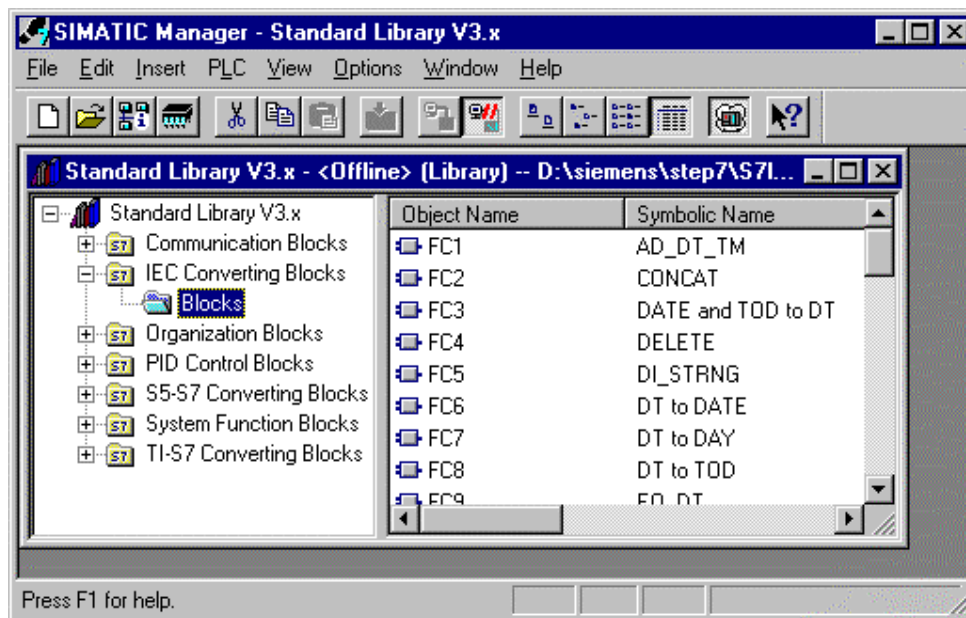 SIMATIC Manager - Standard Library V3.x
File Edit Insert PLC View Options Window Help
Standard Library V3.x - <Offline> (Library) -- D:\siemens\step7\S7l...
Standard Library V3.x
Communication Blocks
IEC Converting Blocks
Blocks
Organization Blocks
PID Control Blocks
S5-S7 Converting Blocks
System Function Blocks
TI-S7 Converting Blocks
Object Name Symbolic Name
FC1 AD_DT_TM
FC2 CONCAT
FC3 DATE and TOD to DT
FC4 DELETE
FC5 DI_STRNG
FC6 DT to DATE
FC7 DT to DAY
FC8 DT to TOD
FC9 EQ_DT
Press F1 for help.